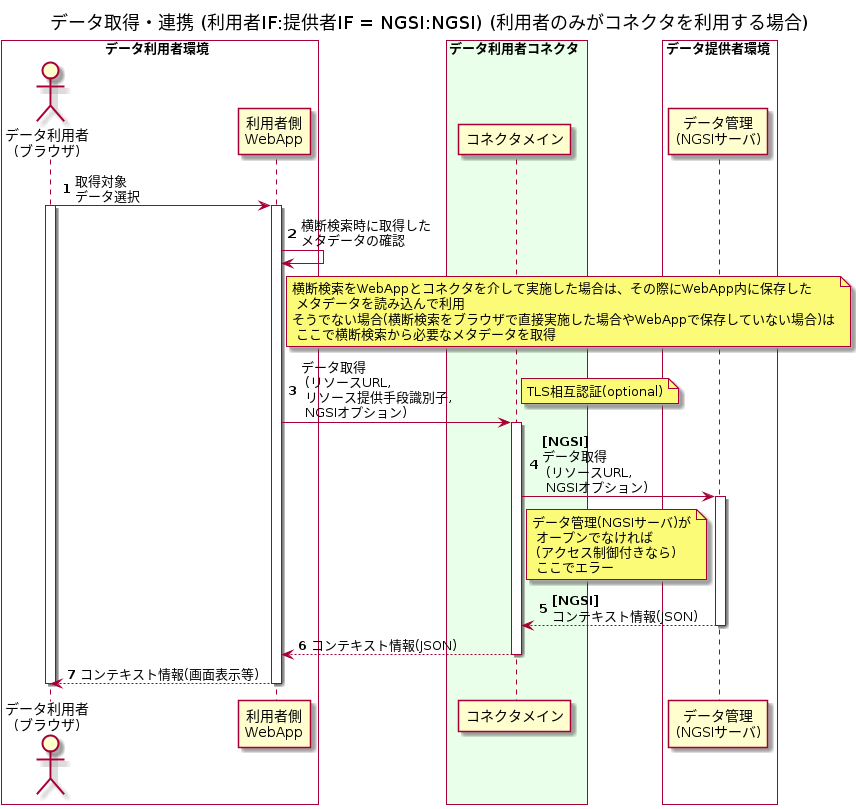 データ取得・連携 (利用者IF:提供者IF = NGSI:NGSI) (利用者のみがコネクタを利用する場合)
データ利用者環境
データ利用者コネクタ
データ提供者環境
データ利用者
(ブラウザ)
利用者側
WebApp
コネクタメイン
データ管理
(NGSIサーバ)
1 取得対象
データ選択
2 横断検索時に取得した
メタデータの確認
横断検索をWebAppとコネクタを介して実施した場合は、その際にWebApp内に保存した
メタデータを読み込んで利用
そうでない場合(横断検索をブラウザで直接実施した場合やWebAppで保存していない場合)は
ここで横断検索から必要なメタデータを取得
3 データ取得
(リソースURL,
リソース提供手段識別子,
NGSIオプション)
TLS相互認証(optional)
[NGSI]
4 データ取得
(リソースURL,
NGSIオプション)
データ管理(NGSIサーバ)が
オープンでなければ
(アクセス制御付きなら)
ここでエラー
5 [NGSI]
コンテキスト情報(JSON)
6 コンテキスト情報(JSON)
7 コンテキスト情報(画面表示等)
データ利用者
(ブラウザ)
利用者側
WebApp
コネクタメイン
データ管理
(NGSIサーバ)